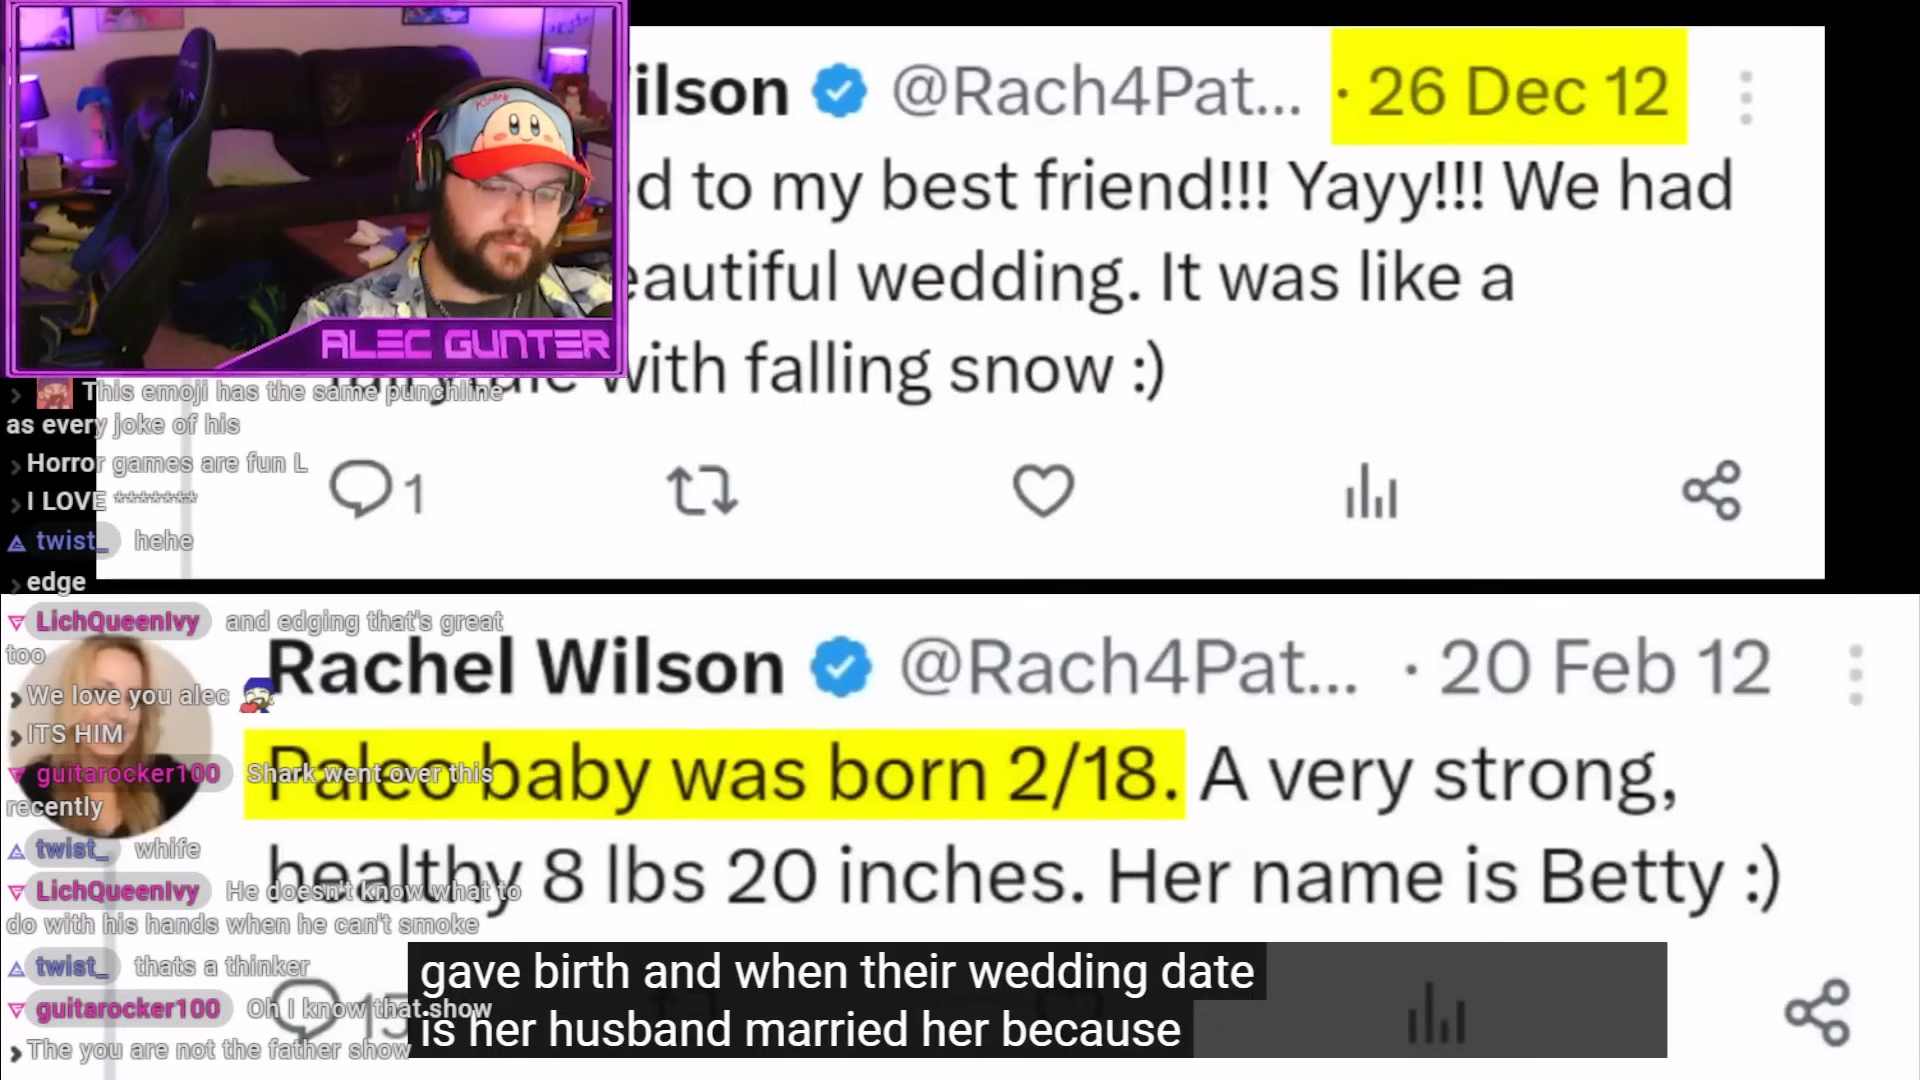 ilson @Rach4Pat... · 26 Dec 12
d to my best friend!!! Yayy!!! We had
eautiful wedding. It was like a
with falling snow :)
1
ALEC GUNTER
This emoji has the same punchline
as every joke of his
Horror games are fun L
I LOVE *******
twist_ hehe
edge
LichQueenIvy and edging that's great
too
We love you alec
ITS HIM
guitarocker100 Shark went over this
recently
twist_ whife
LichQueenIvy He doesn't know what to
do with his hands when he can't smoke
twist_ thats a thinker
guitarocker100 Oh I know that show
The you are not the father show
Rachel Wilson @Rach4Pat... · 20 Feb 12
Paleo baby was born 2/18. A very strong,
healthy 8 lbs 20 inches. Her name is Betty :)
15
gave birth and when their wedding date
is her husband married her because